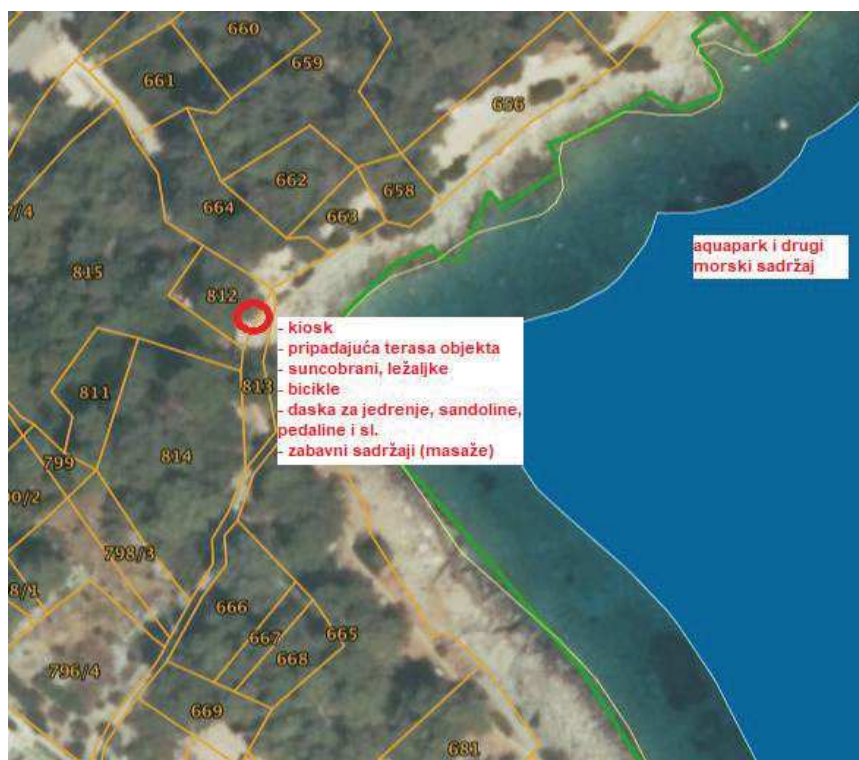 660
659
661
656
662
658
664
663
7/4
815
812
aquapark i drugi
morski sadržaj
- kiosk
- pripadajuća terasa objekta
- suncobrani, ležaljke
- bicikle
- daska za jedrenje, sandoline,
pedaline i sl.
- zabavni sadržaji (masaže)
813
811
814
799
00/2
798/3
8/1
666
667
665
668
796/4
669
681